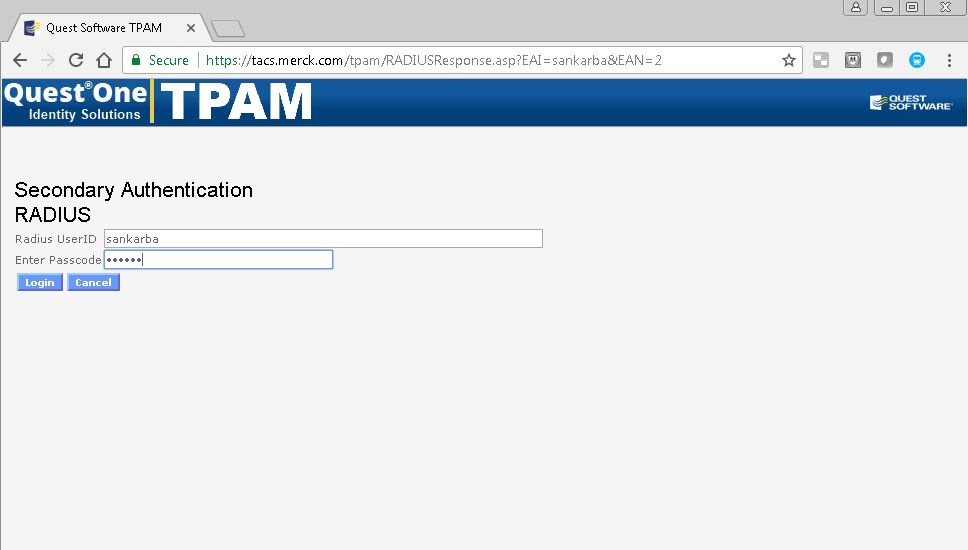 Quest Software TPAM
Secure
https://tacs.merck.com/tpam/RADIUSResponse.asp?EAI=sankarba&EAN=2
Quest®One
Identity Solutions
TPAM
QUEST
SOFTWARE
Secondary Authentication
RADIUS
Radius UserID sankarba
Enter Passcode ••••••
Login Cancel